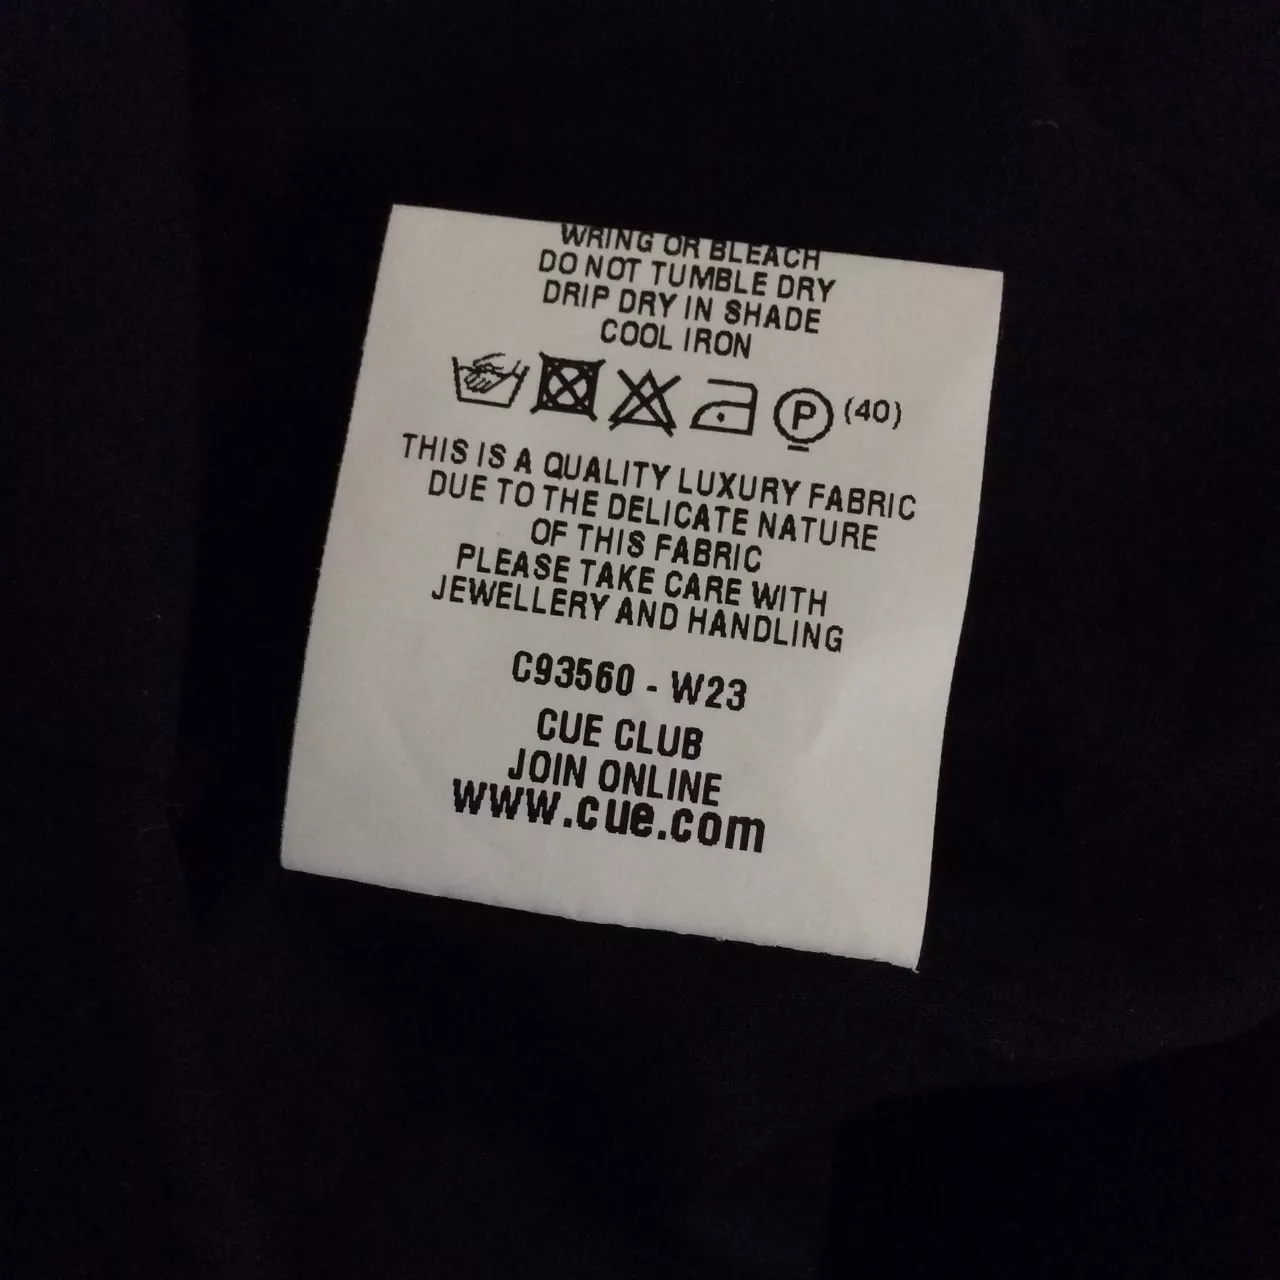 WRING OR BLEACH
DO NOT TUMBLE DRY
DRIP DRY IN SHADE
COOL IRON
P (40)
THIS IS A QUALITY LUXURY FABRIC
DUE TO THE DELICATE NATURE
OF THIS FABRIC
PLEASE TAKE CARE WITH
JEWELLERY AND HANDLING
C93560 - W23
CUE CLUB
JOIN ONLINE
www.cue.com